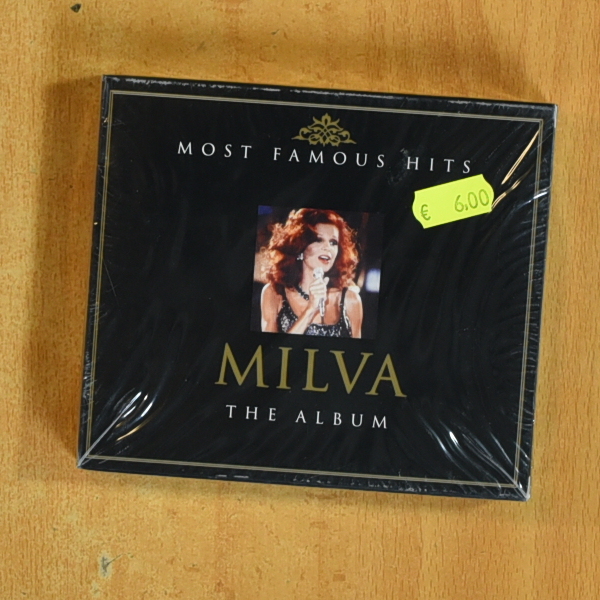 MOST FAMOUS HITS
€ 6,00
MILVA
THE ALBUM